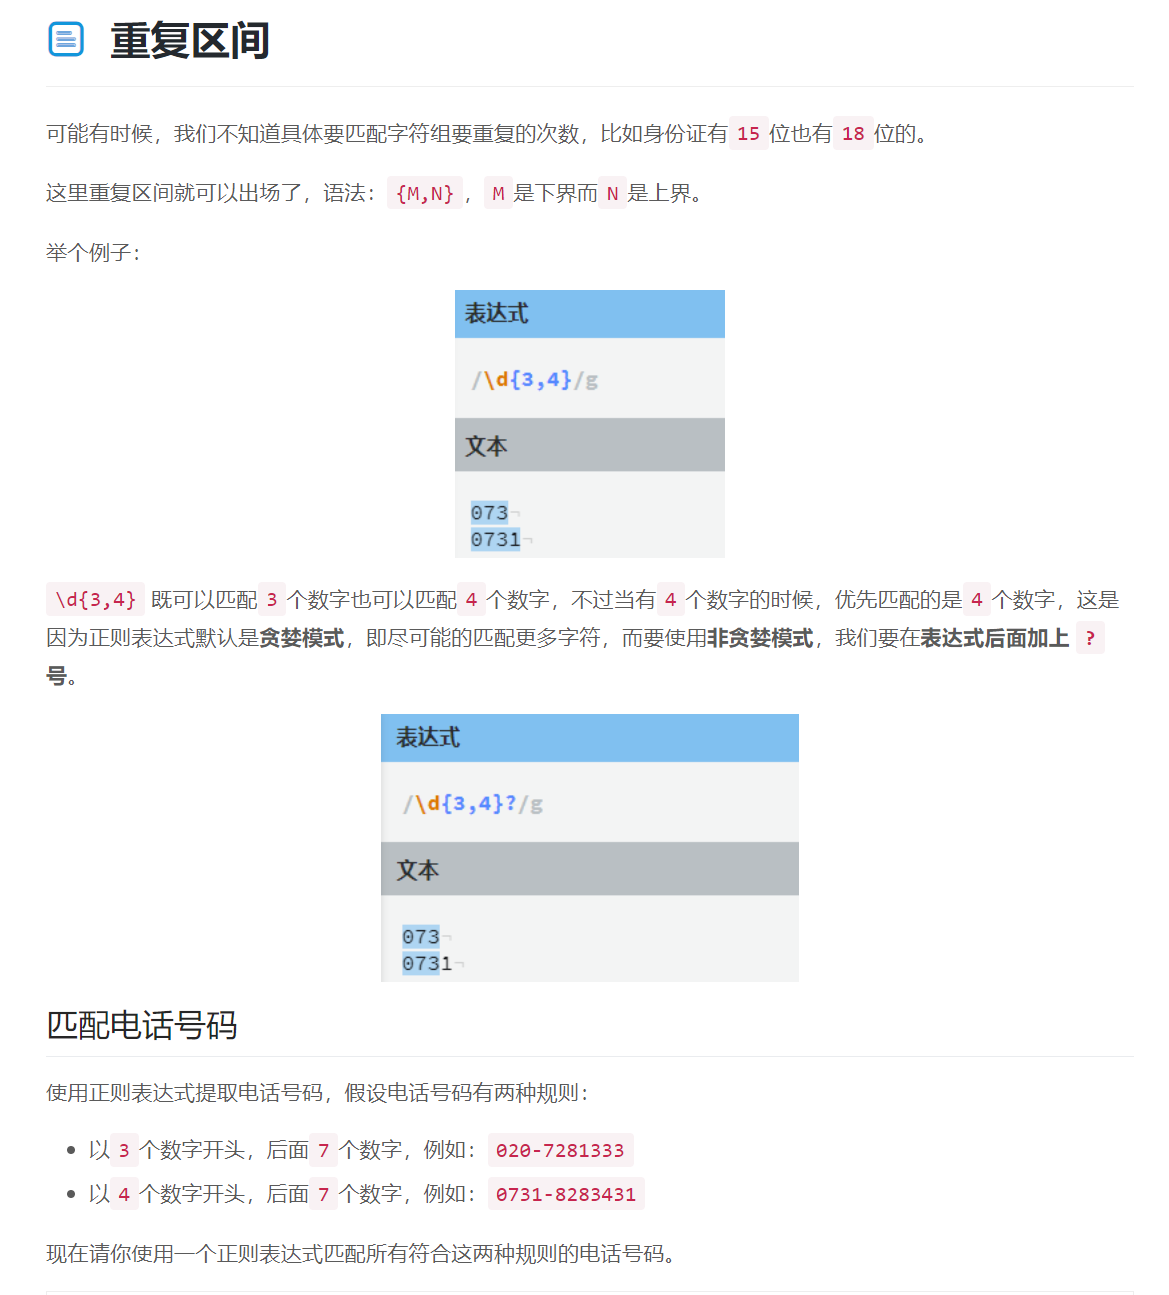 重复区间
可能有时候，我们不知道具体要匹配字符组要重复的次数，比如身份证有15位也有18位的。
这里重复区间就可以出场了，语法：{M,N}，M是下界而N是上界。
举个例子：
表达式
/\d{3,4}/g
文本
073¬
0731¬
\d{3,4} 既可以匹配3个数字也可以匹配4个数字，不过当有4个数字的时候，优先匹配的是4个数字，这是
因为正则表达式默认是贪婪模式，即尽可能的匹配更多字符，而要使用非贪婪模式，我们要在表达式后面加上 ?
号。
表达式
/\d{3,4}?/g
文本
073¬
0731¬
匹配电话号码
使用正则表达式提取电话号码，假设电话号码有两种规则：
• 以3个数字开头，后面7个数字，例如：020-7281333
• 以4个数字开头，后面7个数字，例如：0731-8283431
现在请你使用一个正则表达式匹配所有符合这两种规则的电话号码。